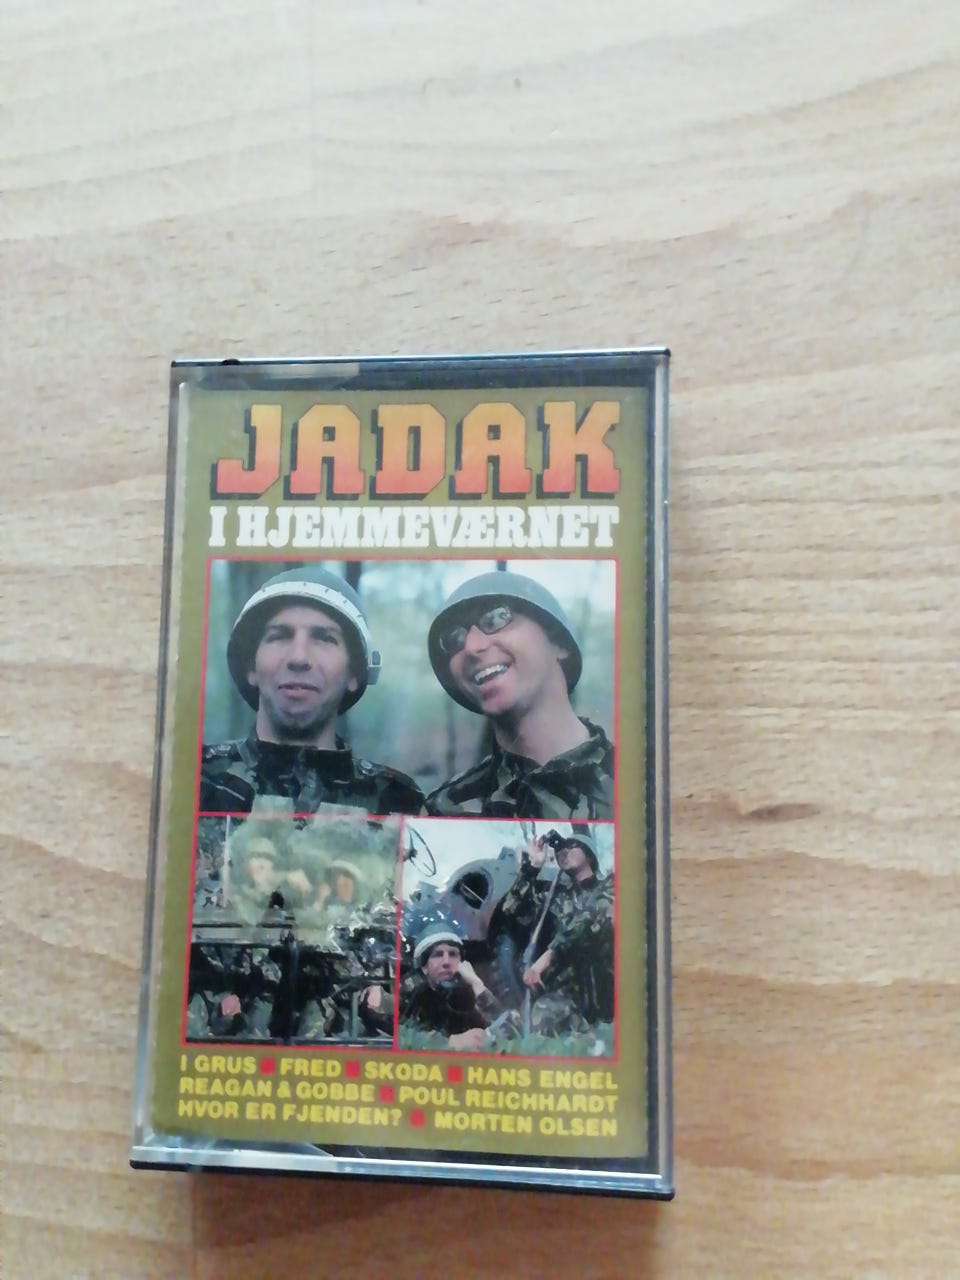 JADAK
I HJEMMEVÆRNET
I GRUS ■ FRED ■ SKODA ■ HANS ENGEL
REAGAN & GOBBE ■ POUL REICHHARDT
HVOR ER FJENDEN? ■ MORTEN OLSEN